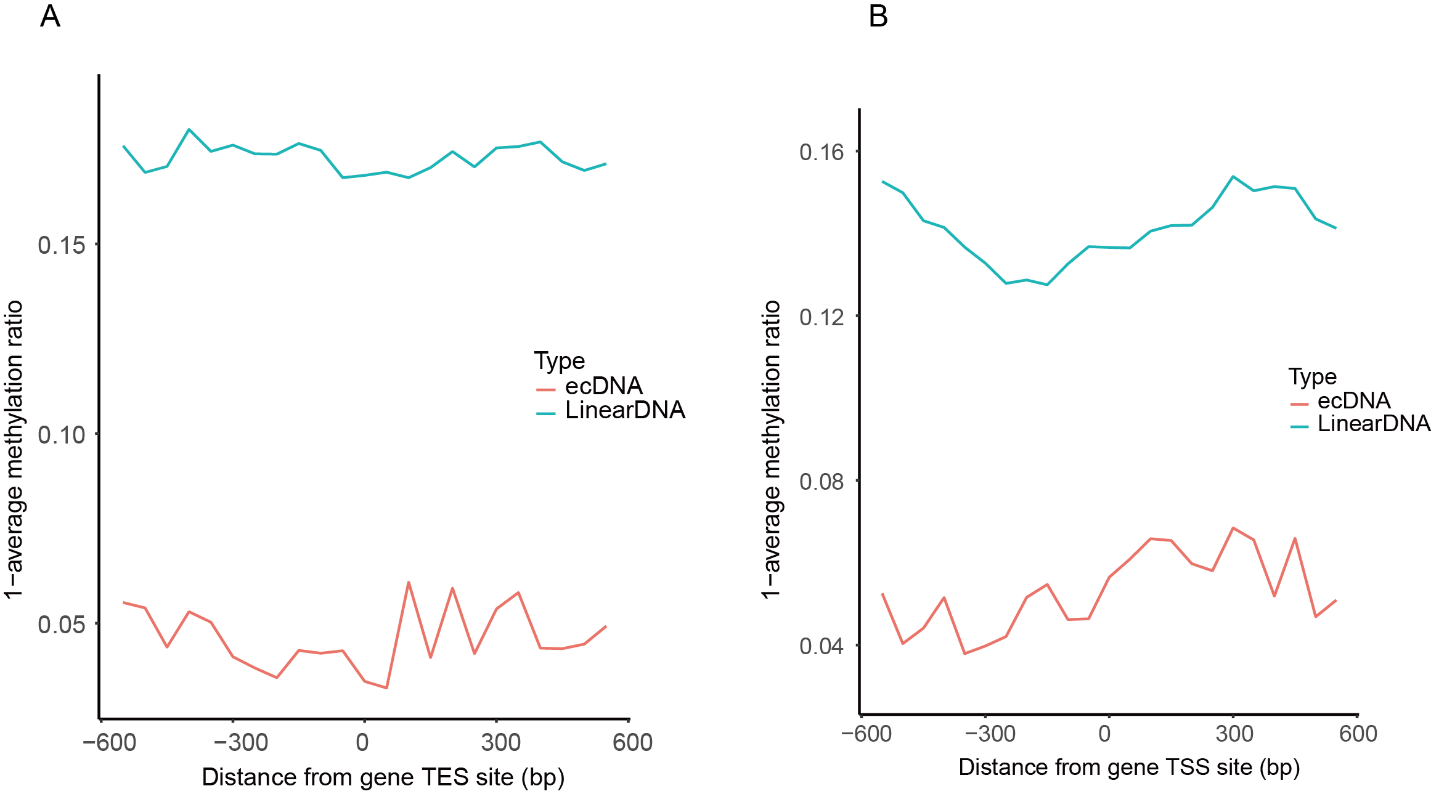 A
1−average methylation ratio
0.15
0.10
0.05
Type
ecDNA
LinearDNA
−600 −300 0 300 600
Distance from gene TES site (bp)
B
1−average methylation ratio
0.16
0.12
0.08
0.04
Type
ecDNA
LinearDNA
−600 −300 0 300 600
Distance from gene TSS site (bp)